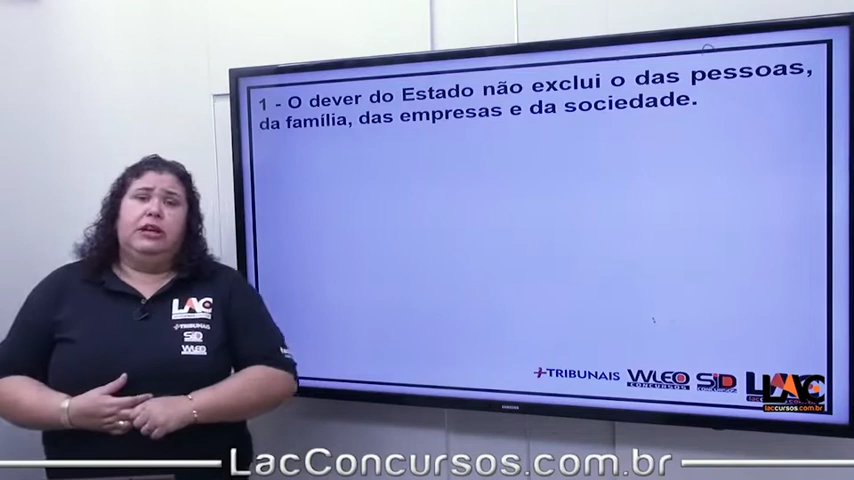 1 - O dever do Estado não exclui o das pessoas,
da família, das empresas e da sociedade.
LAC
+TRIBUNAIS
SID
WLEO
+TRIBUNAIS
WLEO
CONCURSOS
SID
LAC
lacconcursos.com.br
LacConcursos.com.br